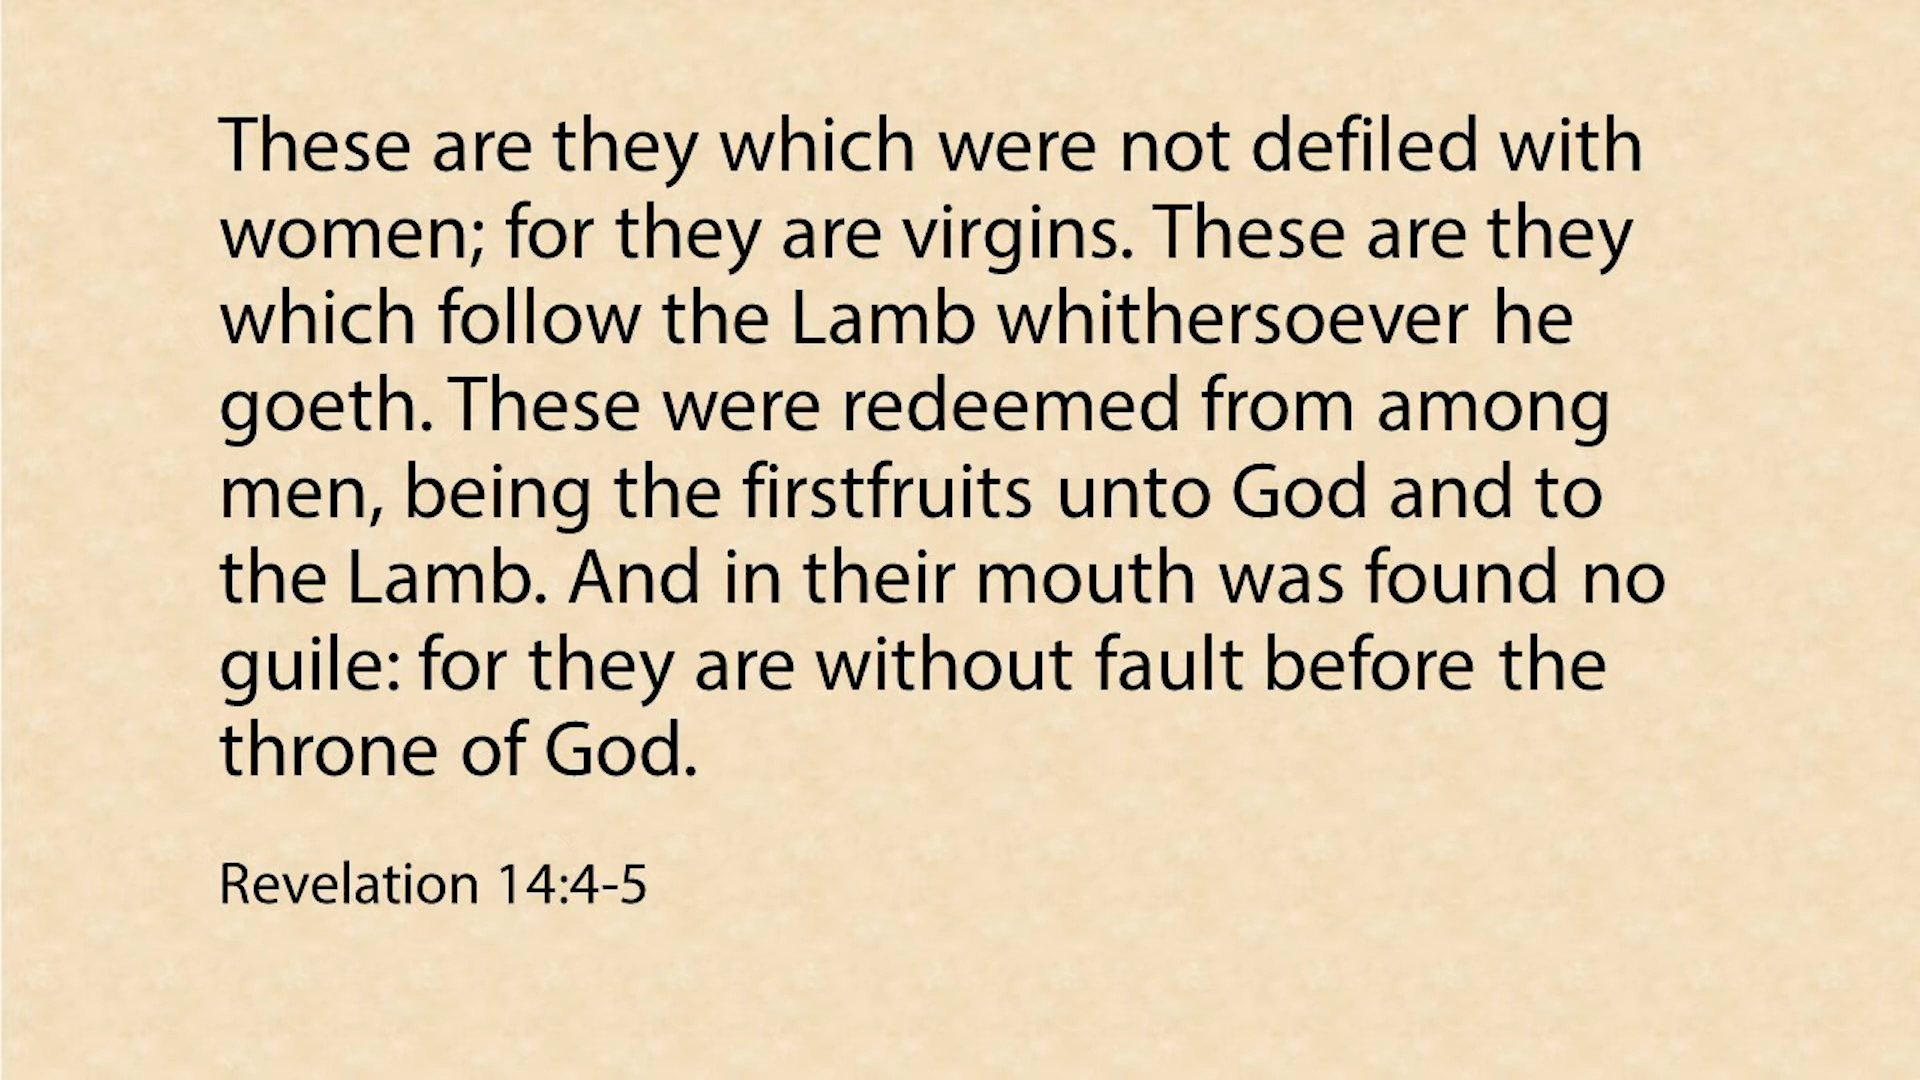 These are they which were not defiled with
women; for they are virgins. These are they
which follow the Lamb whithersoever he
goeth. These were redeemed from among
men, being the firstfruits unto God and to
the Lamb. And in their mouth was found no
guile: for they are without fault before the
throne of God.
Revelation 14:4-5